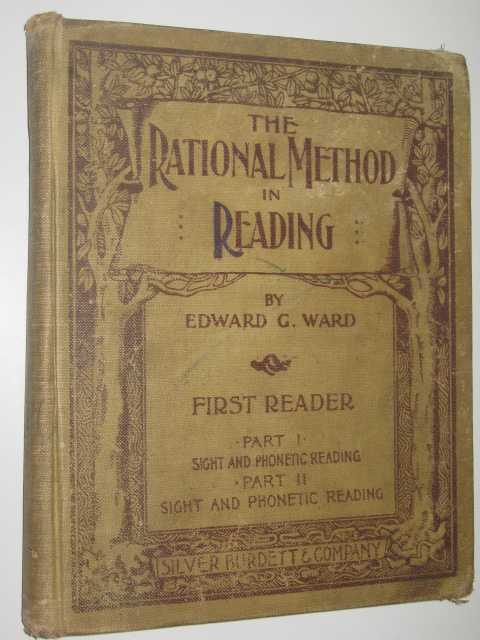 THE
RATIONAL METHOD
IN
READING
BY
EDWARD G. WARD
FIRST READER
· PART I ·
SIGHT AND PHONETIC READING
· PART II
SIGHT AND PHONETIC READING
SILVER BURDETT & COMPANY